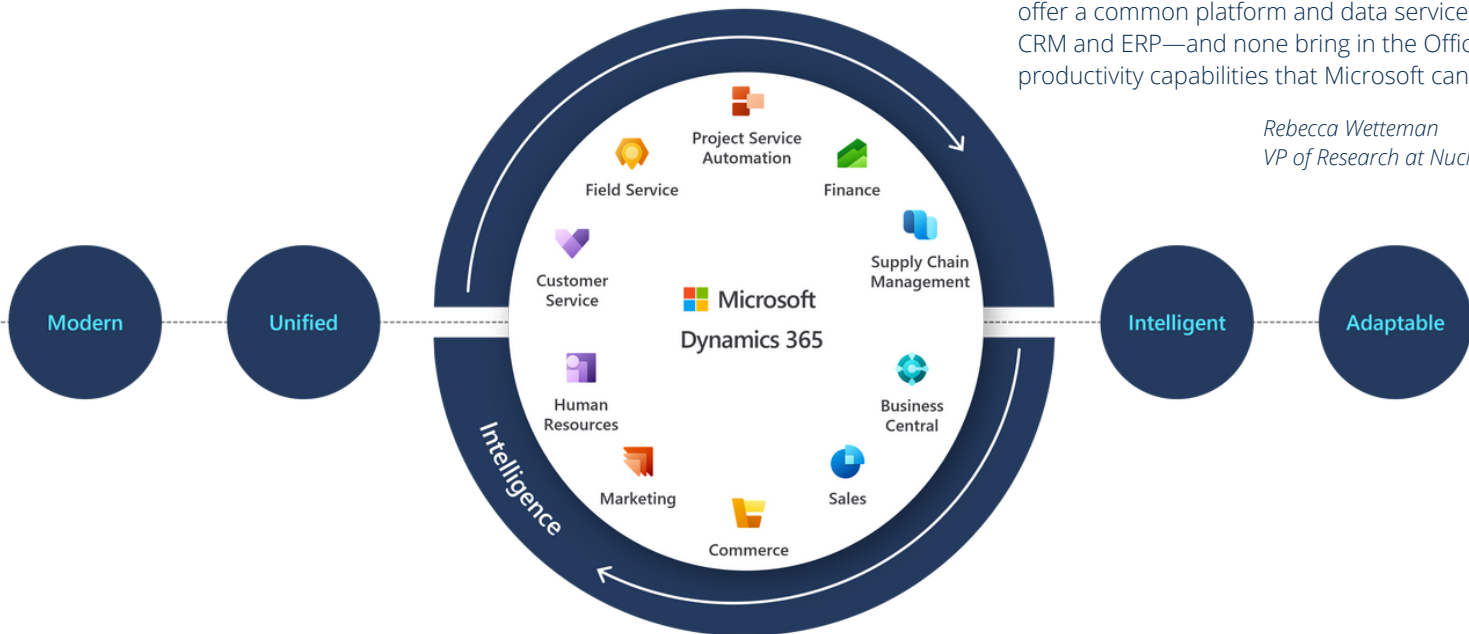 offer a common platform and data service
CRM and ERP—and none bring in the Offic
productivity capabilities that Microsoft can
Rebecca Wetteman
VP of Research at Nucl
Project Service
Automation
Field Service
Finance
Customer
Service
Supply Chain
Management
Microsoft
Dynamics 365
Modern
Unified
Intelligent
Adaptable
Human
Resources
Business
Central
Intelligence
Marketing
Sales
Commerce